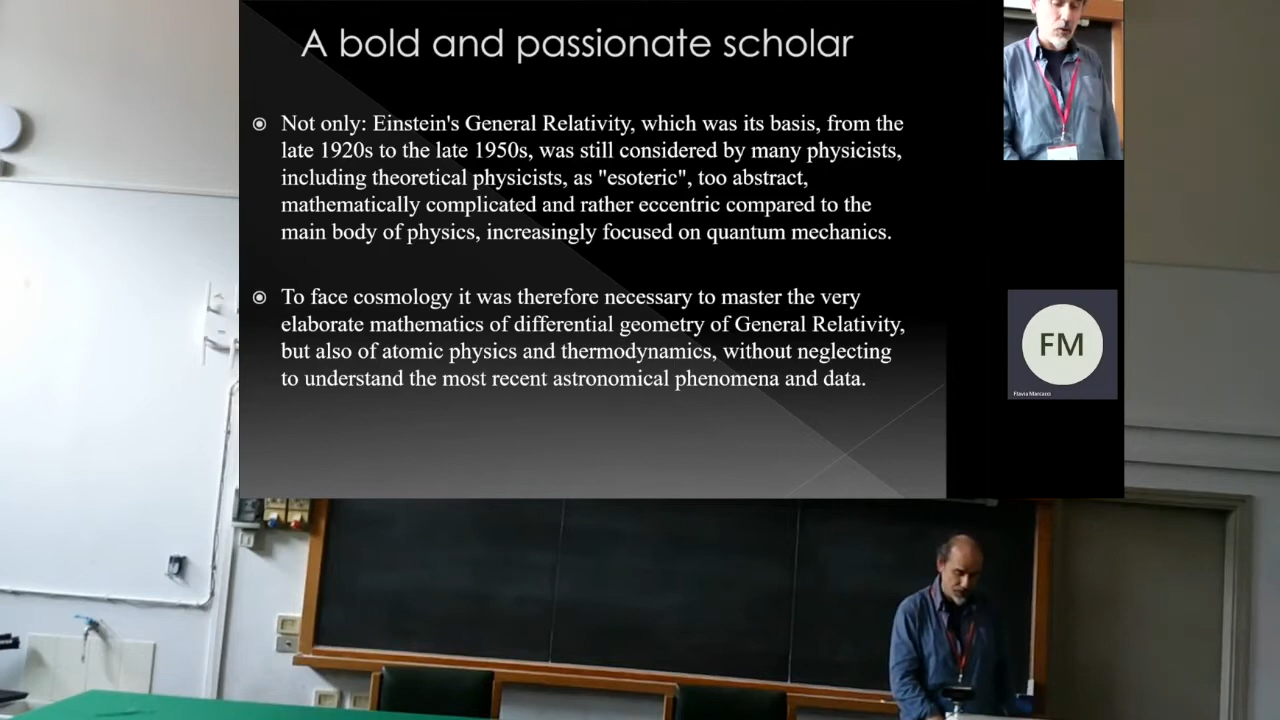 A bold and passionate scholar
Not only: Einstein's General Relativity, which was its basis, from the
late 1920s to the late 1950s, was still considered by many physicists,
including theoretical physicists, as "esoteric", too abstract,
mathematically complicated and rather eccentric compared to the
main body of physics, increasingly focused on quantum mechanics.
To face cosmology it was therefore necessary to master the very
elaborate mathematics of differential geometry of General Relativity,
but also of atomic physics and thermodynamics, without neglecting
to understand the most recent astronomical phenomena and data.
FM
Flavia Marcacci